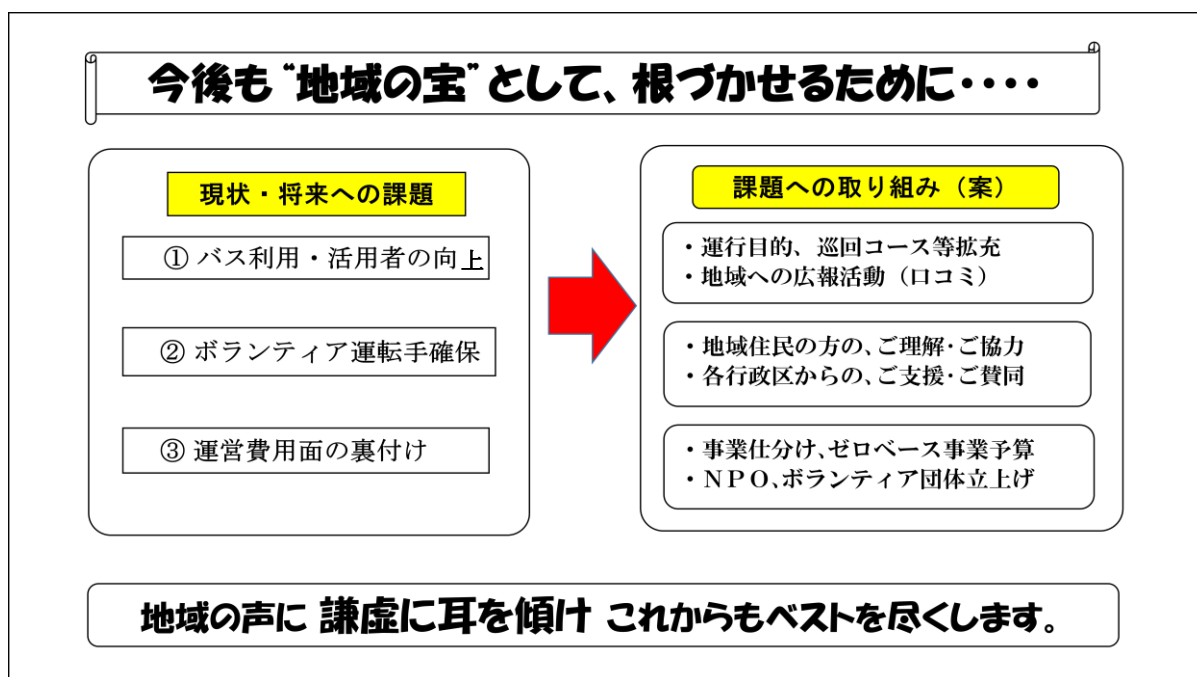 今後も“地域の宝”として、根づかせるために・・・・
現状・将来への課題
① バス利用・活用者の向上
② ボランティア運転手確保
③ 運営費用面の裏付け
課題への取り組み（案）
・運行目的、巡回コース等拡充
・地域への広報活動（口コミ）
・地域住民の方の、ご理解・ご協力
・各行政区からの、ご支援・ご賛同
・事業仕分け、ゼロベース事業予算
・ＮＰＯ、ボランティア団体立上げ
地域の声に 謙虚に耳を傾け これからもベストを尽くします。